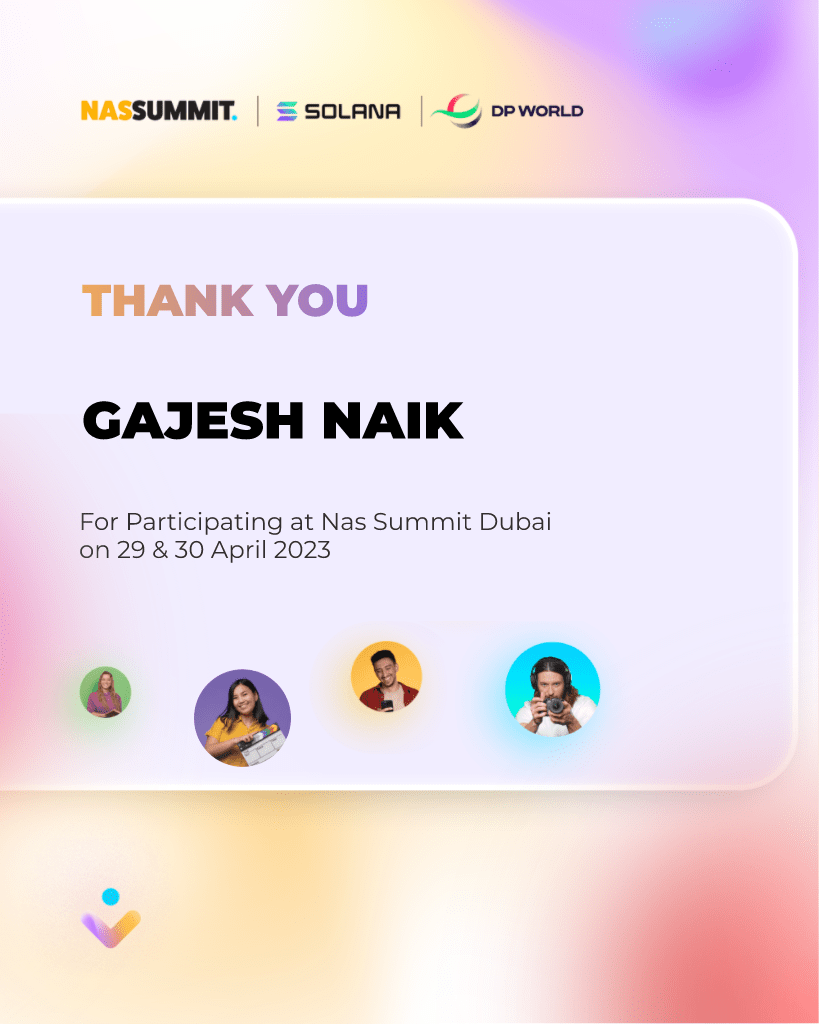 NASSUMMIT. | SOLANA | DP WORLD
THANK YOU
GAJESH NAIK
For Participating at Nas Summit Dubai
on 29 & 30 April 2023